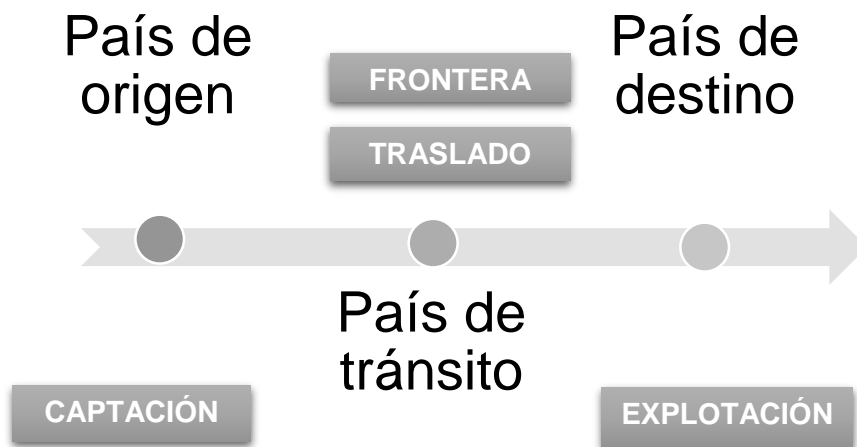 País de
origen
FRONTERA
TRASLADO
País de
destino
País de
tránsito
CAPTACIÓN
EXPLOTACIÓN